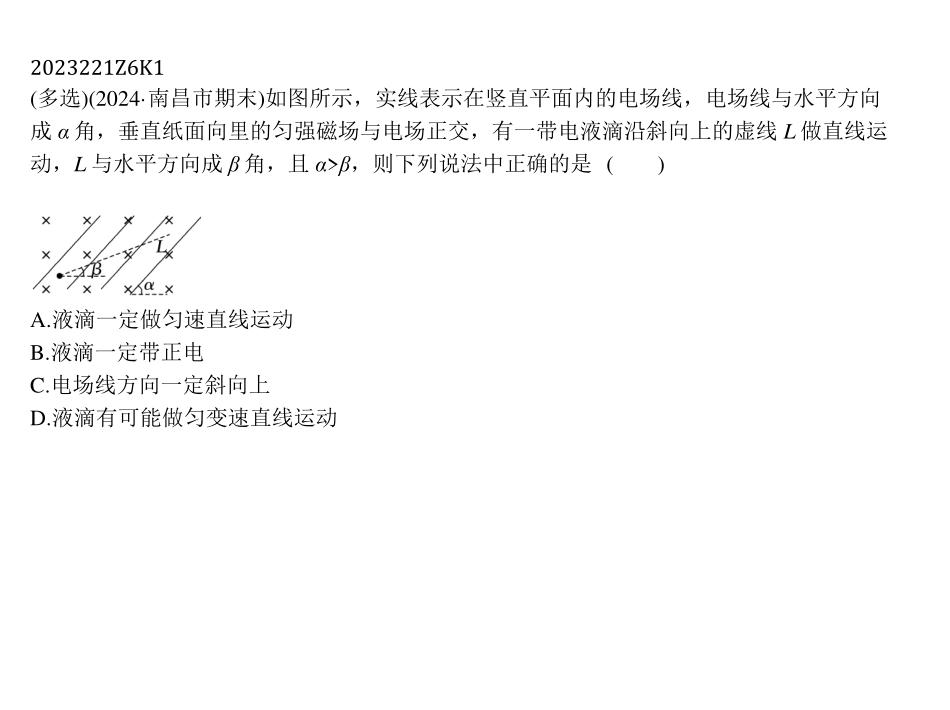 2023221Z6K1
(多选)(2024·南昌市期末)如图所示，实线表示在竖直平面内的电场线，电场线与水平方向
成 α 角，垂直纸面向里的匀强磁场与电场正交，有一带电液滴沿斜向上的虚线 L 做直线运
动，L 与水平方向成 β 角，且 α>β，则下列说法中正确的是 (  )
L
β
α
A.液滴一定做匀速直线运动
B.液滴一定带正电
C.电场线方向一定斜向上
D.液滴有可能做匀变速直线运动